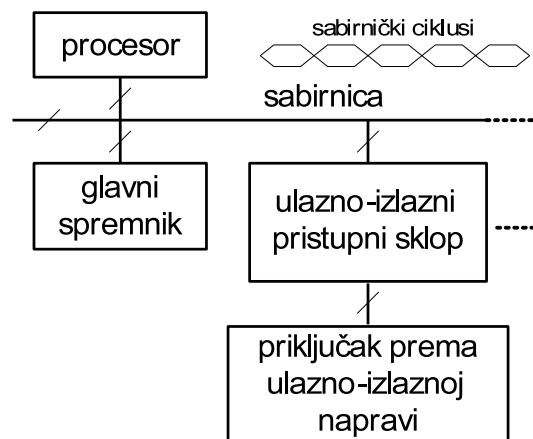 procesor
sabirnički ciklusi
sabirnica
glavni
spremnik
ulazno-izlazni
pristupni sklop
priključak prema
ulazno-izlaznoj
napravi